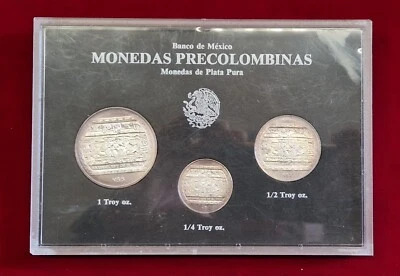 Banco de México
MONEDAS PRECOLOMBINAS
Monedas de Plata Pura
1 Troy oz.
1/4 Troy oz.
1/2 Troy oz.